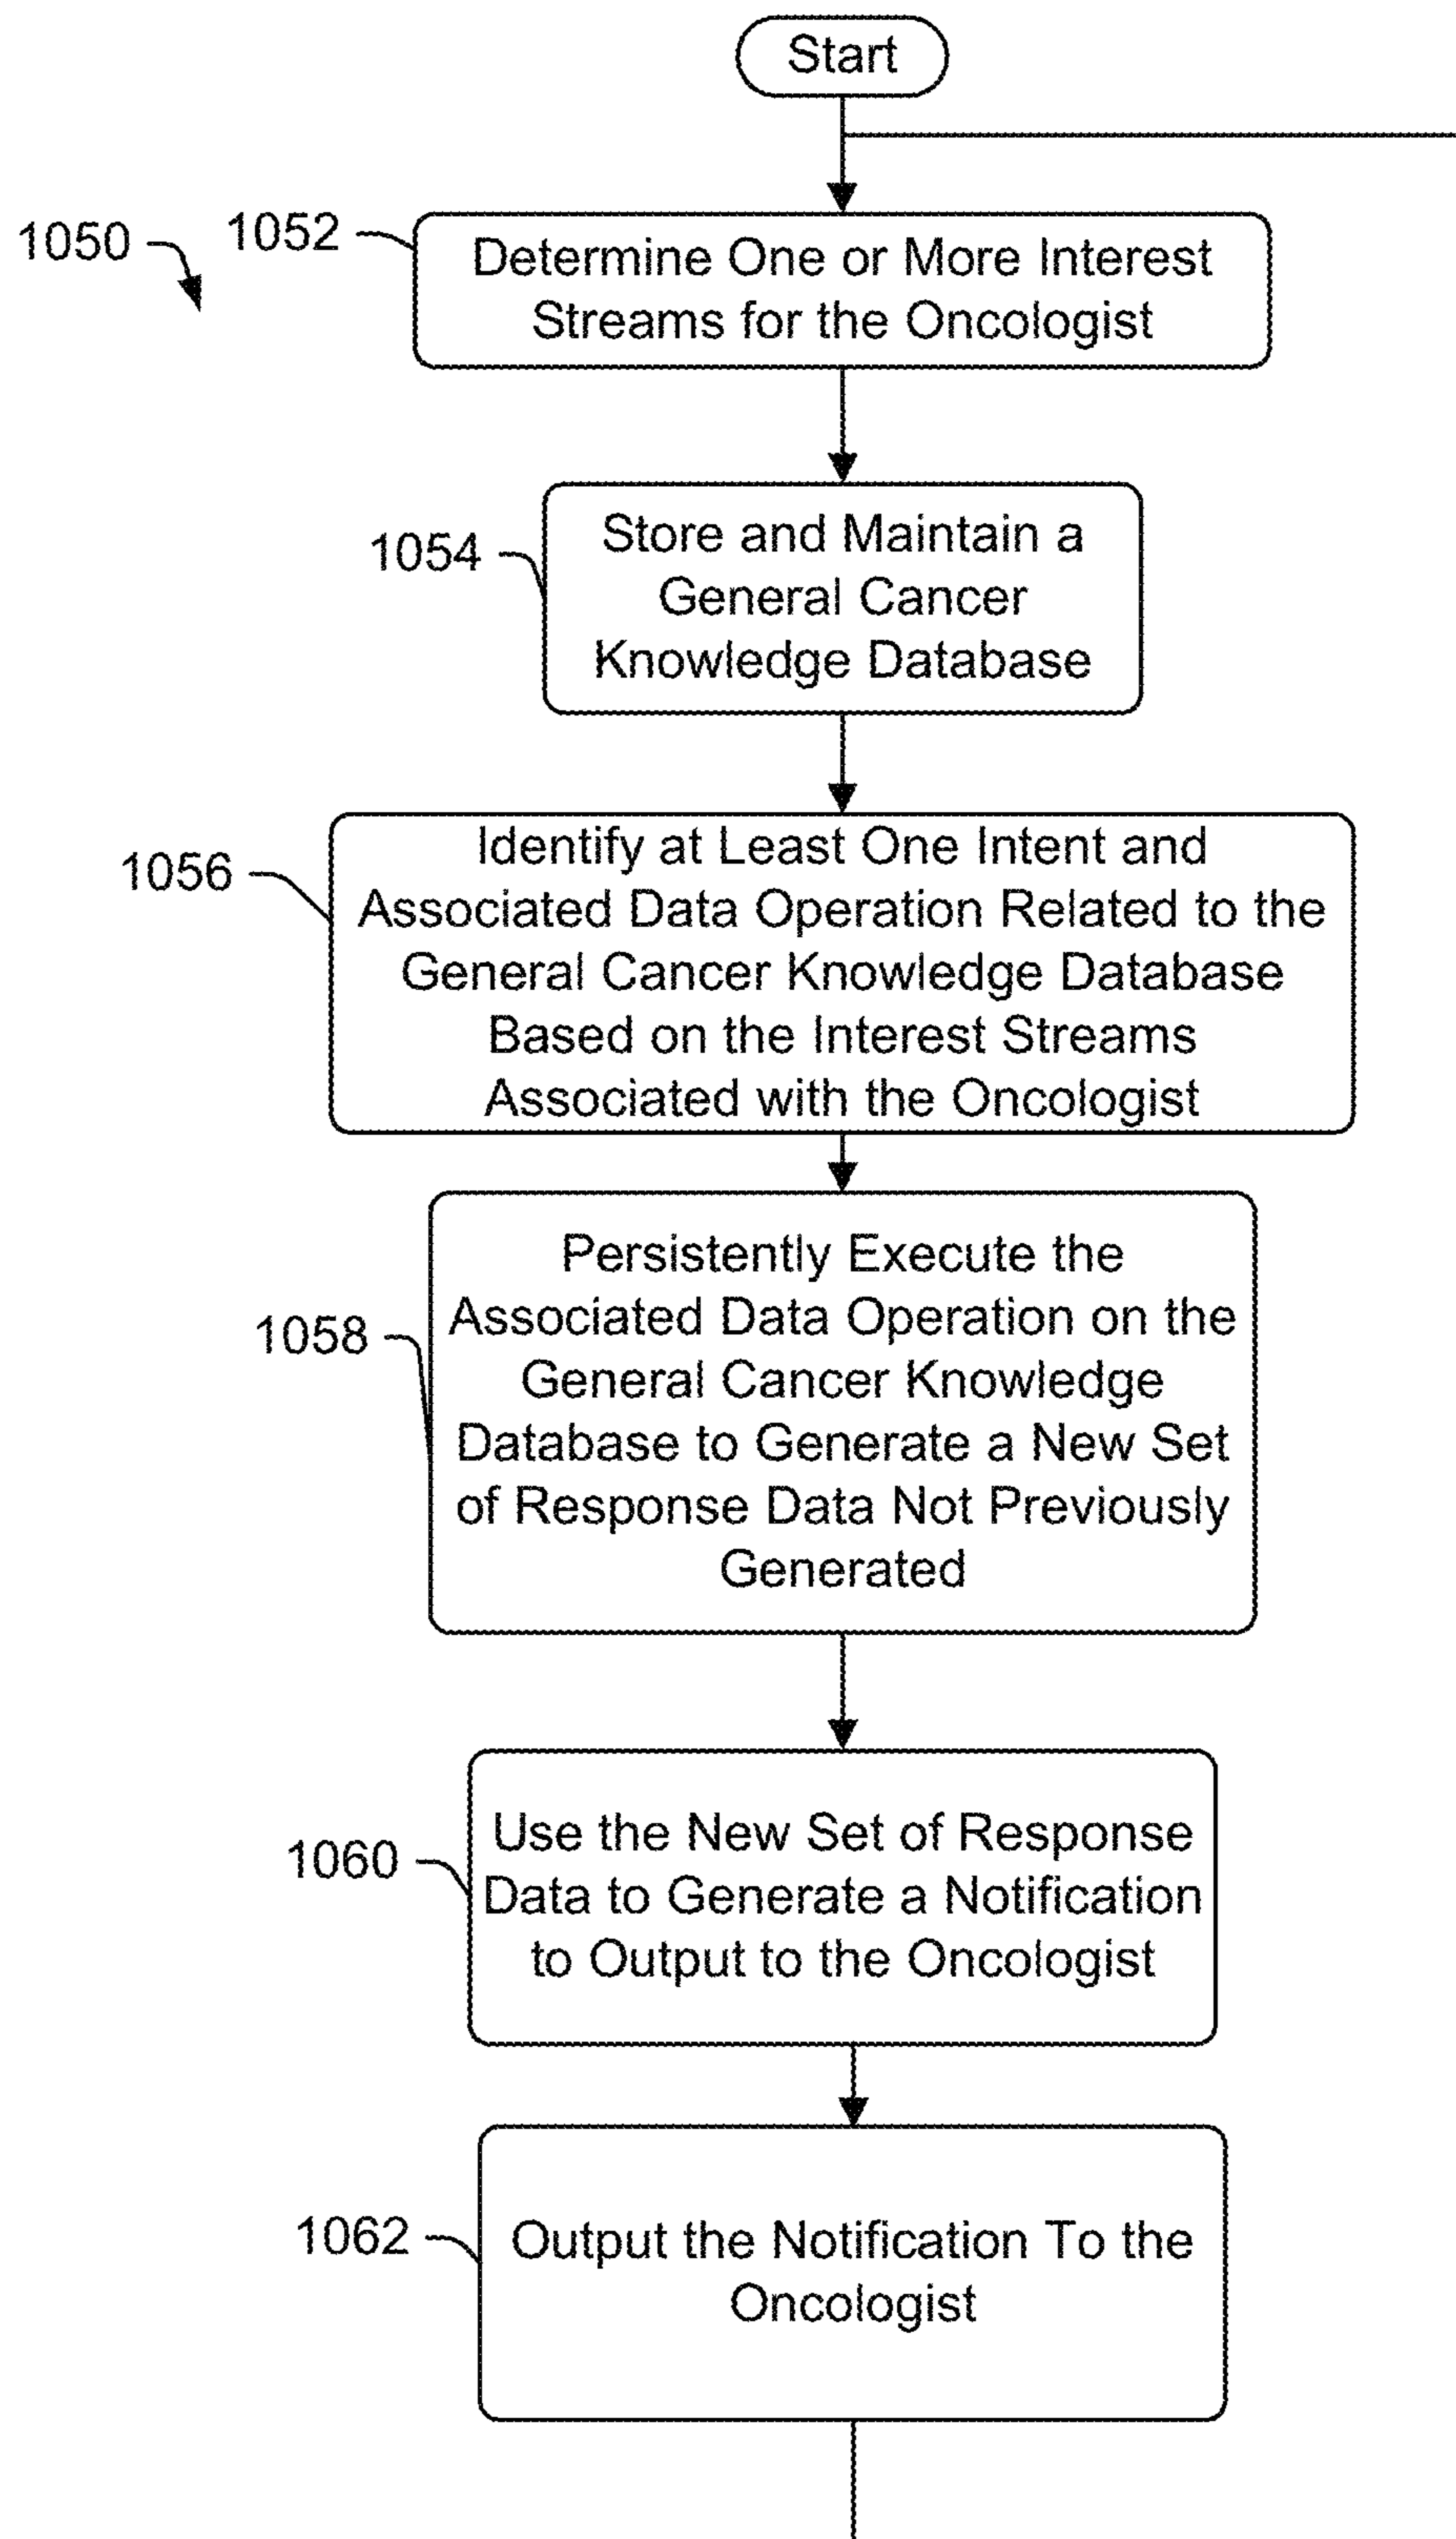 Start
1050
1052
Determine One or More Interest
Streams for the Oncologist
1054
Store and Maintain a
General Cancer
Knowledge Database
1056
Identify at Least One Intent and
Associated Data Operation Related to the
General Cancer Knowledge Database
Based on the Interest Streams
Associated with the Oncologist
1058
Persistently Execute the
Associated Data Operation on the
General Cancer Knowledge
Database to Generate a New Set
of Response Data Not Previously
Generated
1060
Use the New Set of Response
Data to Generate a Notification
to Output to the Oncologist
1062
Output the Notification To the
Oncologist